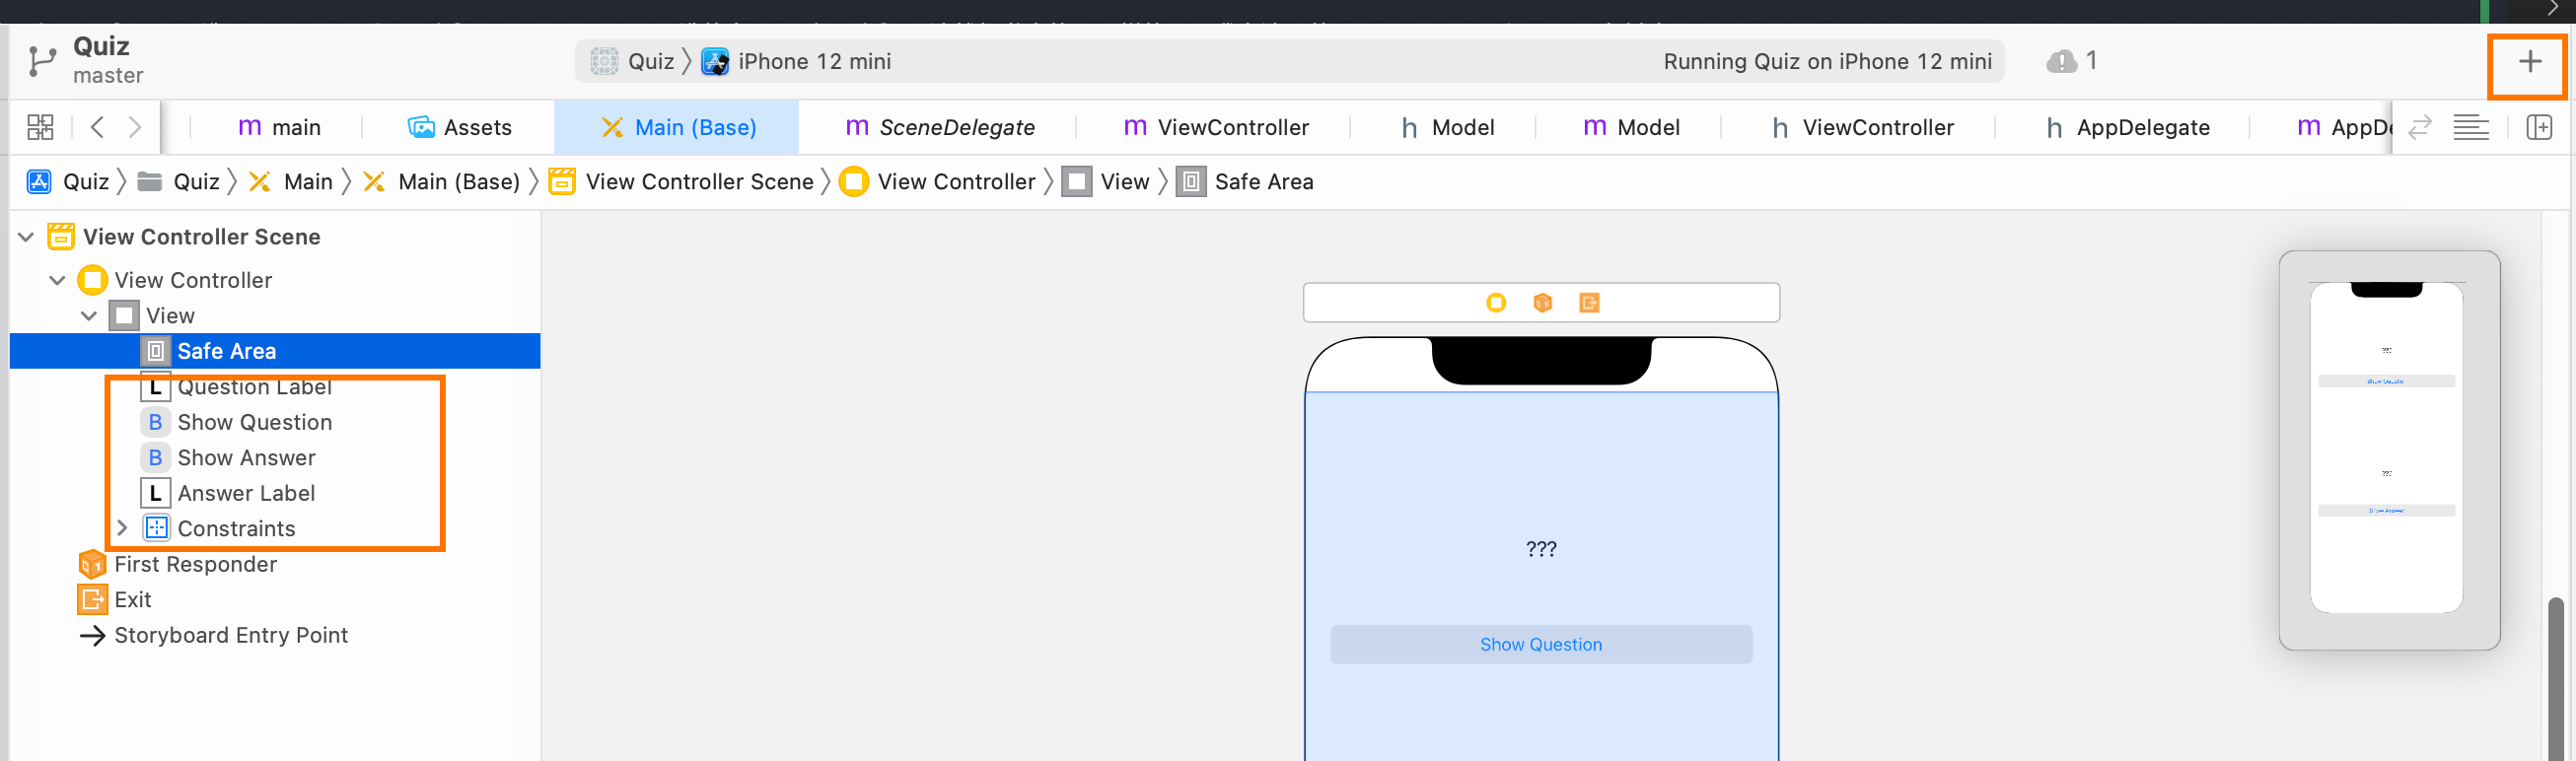 Quiz
master
Quiz iPhone 12 mini
Running Quiz on iPhone 12 mini
1
main Assets Main (Base) SceneDelegate ViewController Model Model ViewController AppDelegate
Quiz Quiz Main Main (Base) View Controller Scene View Controller View Safe Area
View Controller Scene
View Controller
View
Safe Area
L Question Label
B Show Question
B Show Answer
L Answer Label
Constraints
First Responder
Exit
Storyboard Entry Point
???
Show Question